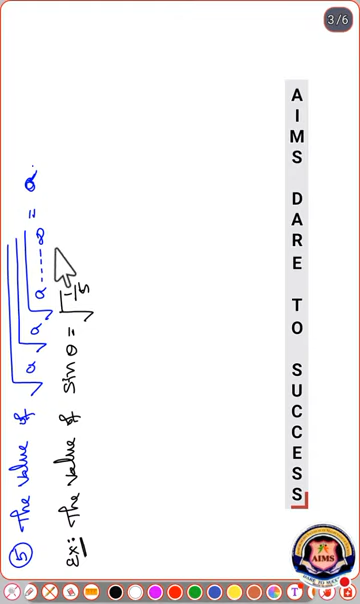 3/6
⑤ The value of √a√a√a-----∞ = a.
Ex: The value of sin θ = √1/5
AIMS DARE TO SUCCESS
AIMS